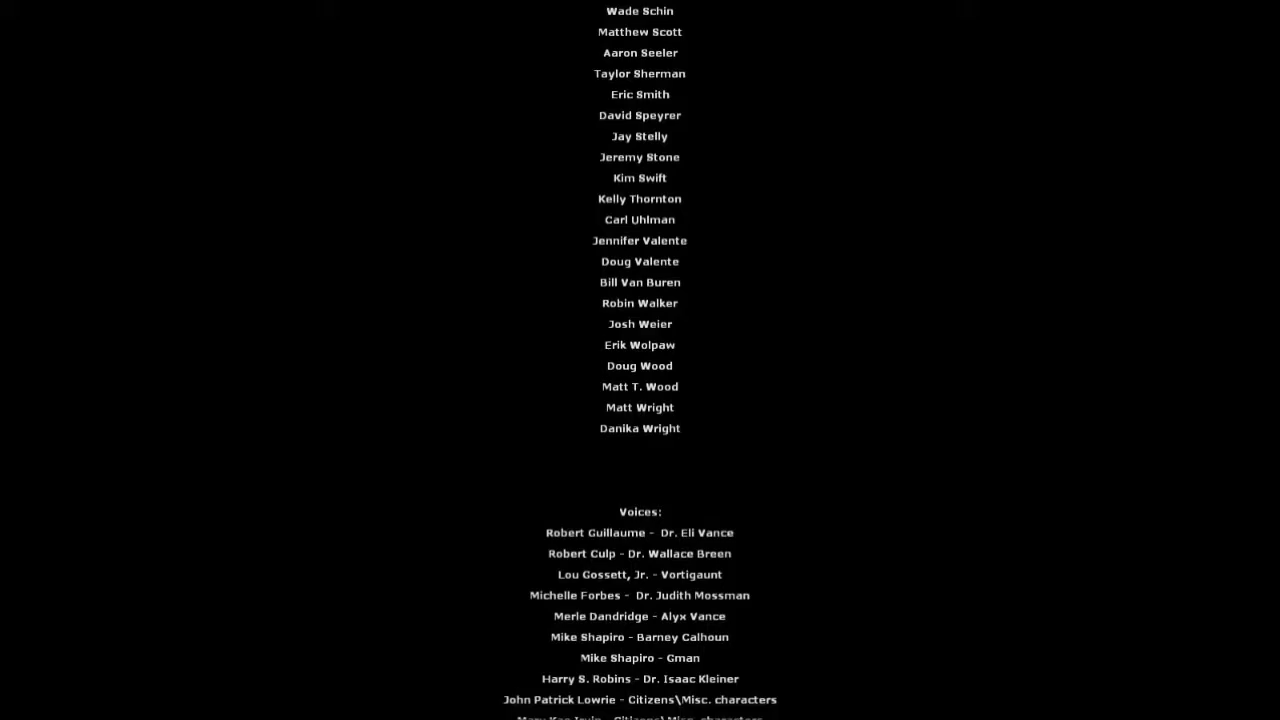 Wade Schin
Matthew Scott
Aaron Seeler
Taylor Sherman
Eric Smith
David Speyrer
Jay Stelly
Jeremy Stone
Kim Swift
Kelly Thornton
Carl Uhlman
Jennifer Valente
Doug Valente
Bill Van Buren
Robin Walker
Josh Weier
Erik Wolpaw
Doug Wood
Matt T. Wood
Matt Wright
Danika Wright
Voices:
Robert Guillaume - Dr. Eli Vance
Robert Culp - Dr. Wallace Breen
Lou Gossett, Jr. - Vortigaunt
Michelle Forbes - Dr. Judith Mossman
Merle Dandridge - Alyx Vance
Mike Shapiro - Barney Calhoun
Mike Shapiro - Gman
Harry S. Robins - Dr. Isaac Kleiner
John Patrick Lowrie - Citizens\Misc. characters